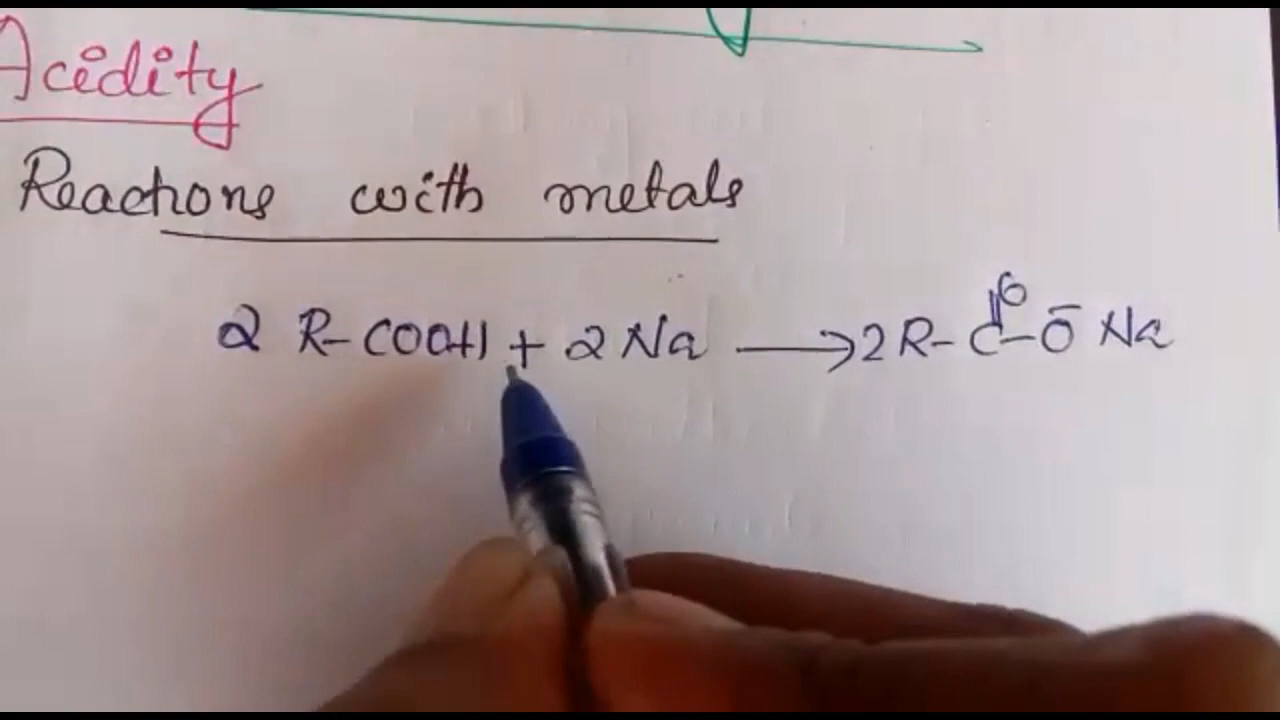 Acidity
Reactions with metals
2 R-COOH + 2 Na ⟶ 2 R-C(=O)-O⁻ Na